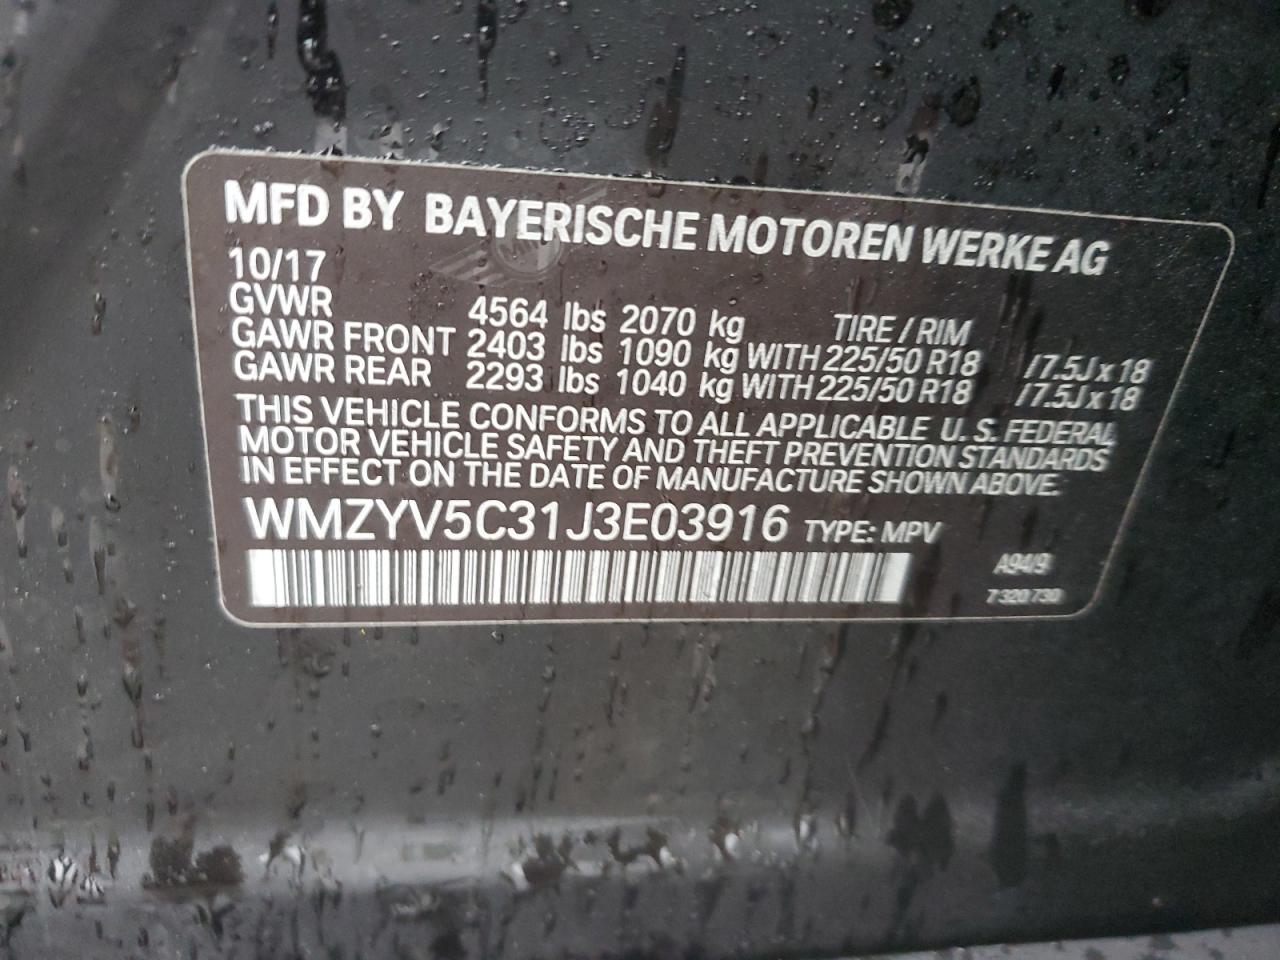 MFD BY BAYERISCHE MOTOREN WERKE AG
10/17
GVWR 4564 lbs 2070 kg TIRE / RIM
GAWR FRONT 2403 lbs 1090 kg WITH 225/50 R18 / 7.5J x 18
GAWR REAR 2293 lbs 1040 kg WITH 225/50 R18 / 7.5J x 18
THIS VEHICLE CONFORMS TO ALL APPLICABLE U. S. FEDERAL
MOTOR VEHICLE SAFETY AND THEFT PREVENTION STANDARDS
IN EFFECT ON THE DATE OF MANUFACTURE SHOWN ABOVE.
WMZYV5C31J3E03916 TYPE: MPV
A94/9
7 320 730